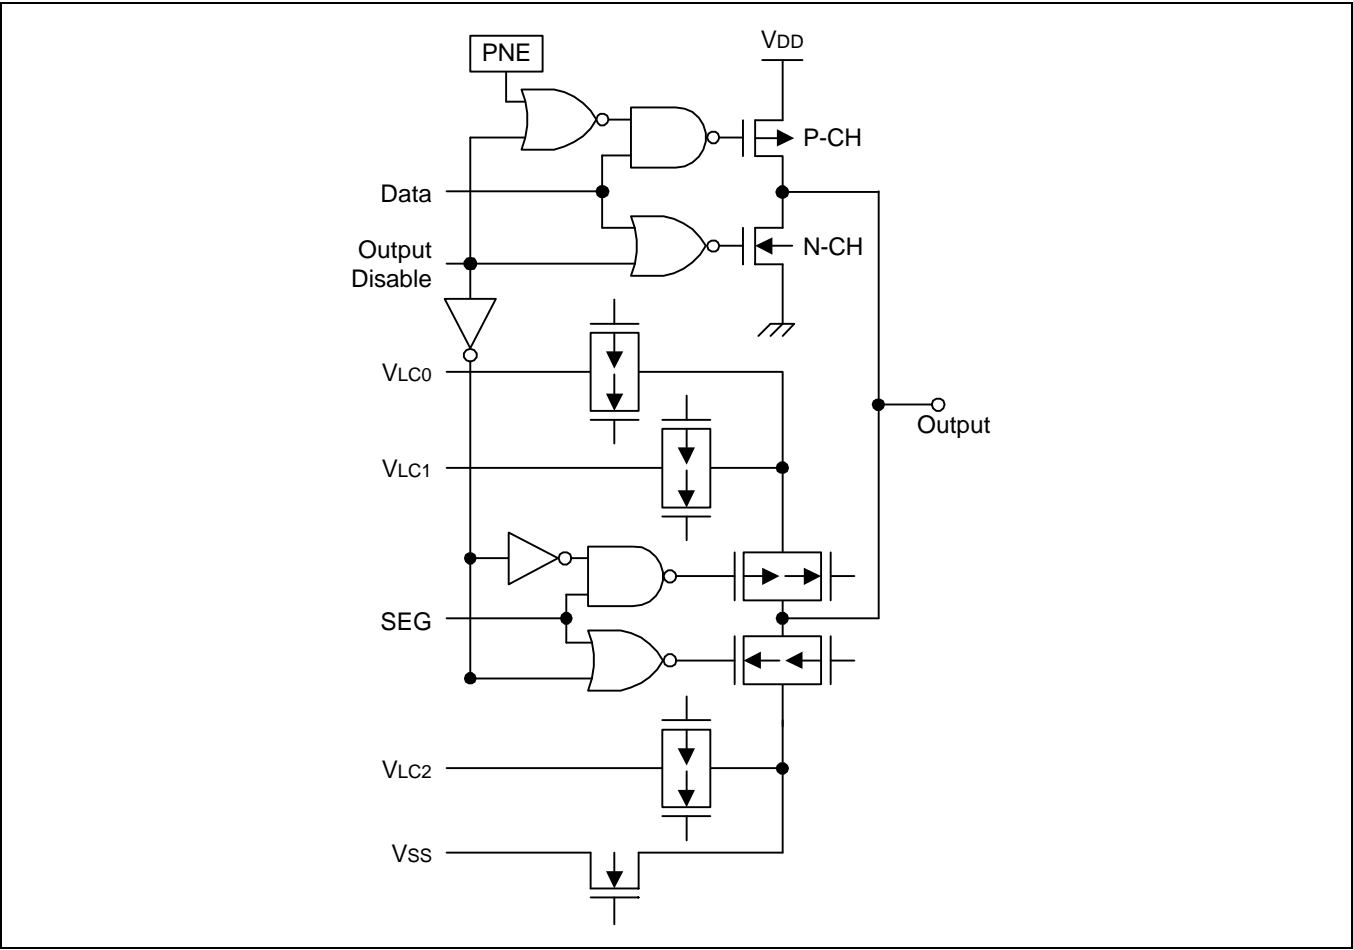 PNE
VDD
P-CH
Data
Output
Disable
N-CH
VLC0
Output
VLC1
SEG
VLC2
VSS